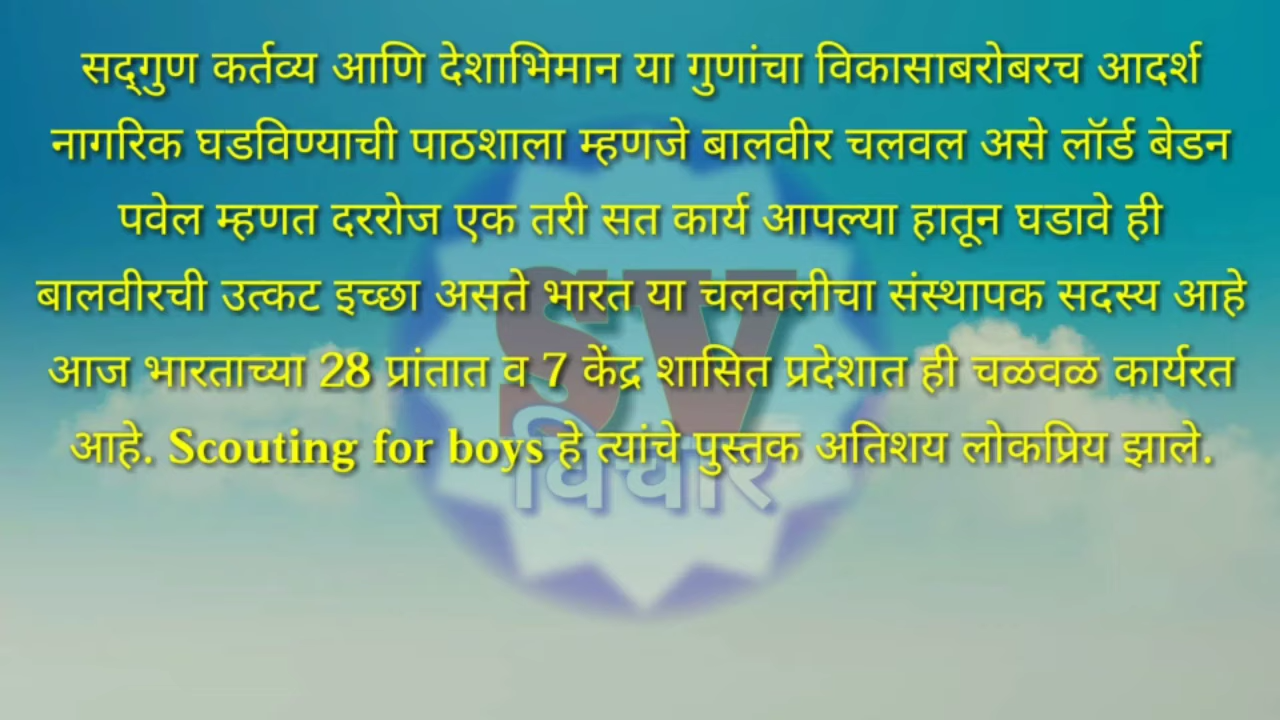 सद्‌गुण कर्तव्य आणि देशाभिमान या गुणांचा विकासाबरोबरच आदर्श
नागरिक घडविण्याची पाठशाला म्हणजे बालवीर चलवल असे लॉर्ड बेडन
पवेल म्हणत दररोज एक तरी सत कार्य आपल्या हातून घडावे ही
बालवीरची उत्कट इच्छा असते भारत या चलवलीचा संस्थापक सदस्य आहे
आज भारताच्या 28 प्रांतात व 7 केंद्र शासित प्रदेशात ही चळवळ कार्यरत
आहे. Scouting for boys हे त्यांचे पुस्तक अतिशय लोकप्रिय झाले.
SV
विचार